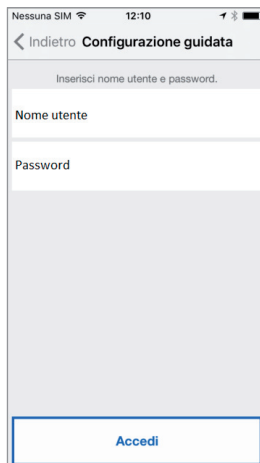 Nessuna SIM 12:10
Indietro Configurazione guidata
Inserisci nome utente e password.
Nome utente
Password
Accedi